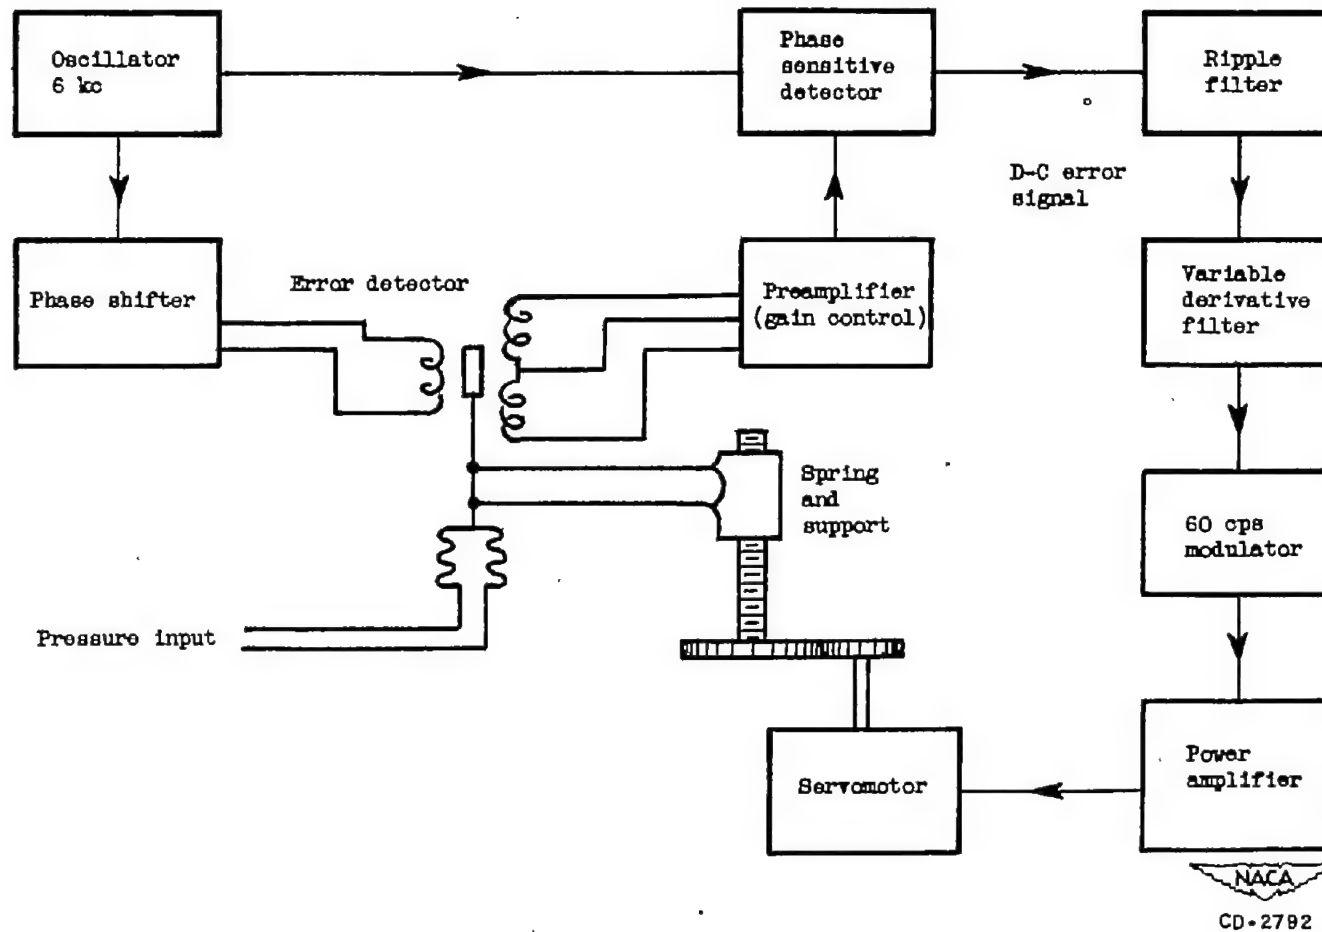 Oscillator
6 kc
Phase
sensitive
detector
Ripple
filter
D-C error
signal
Phase shifter
Error detector
Preamplifier
(gain control)
Variable
derivative
filter
Spring
and
support
60 cps
modulator
Pressure input
Servomotor
Power
amplifier
NACA
CD-2792